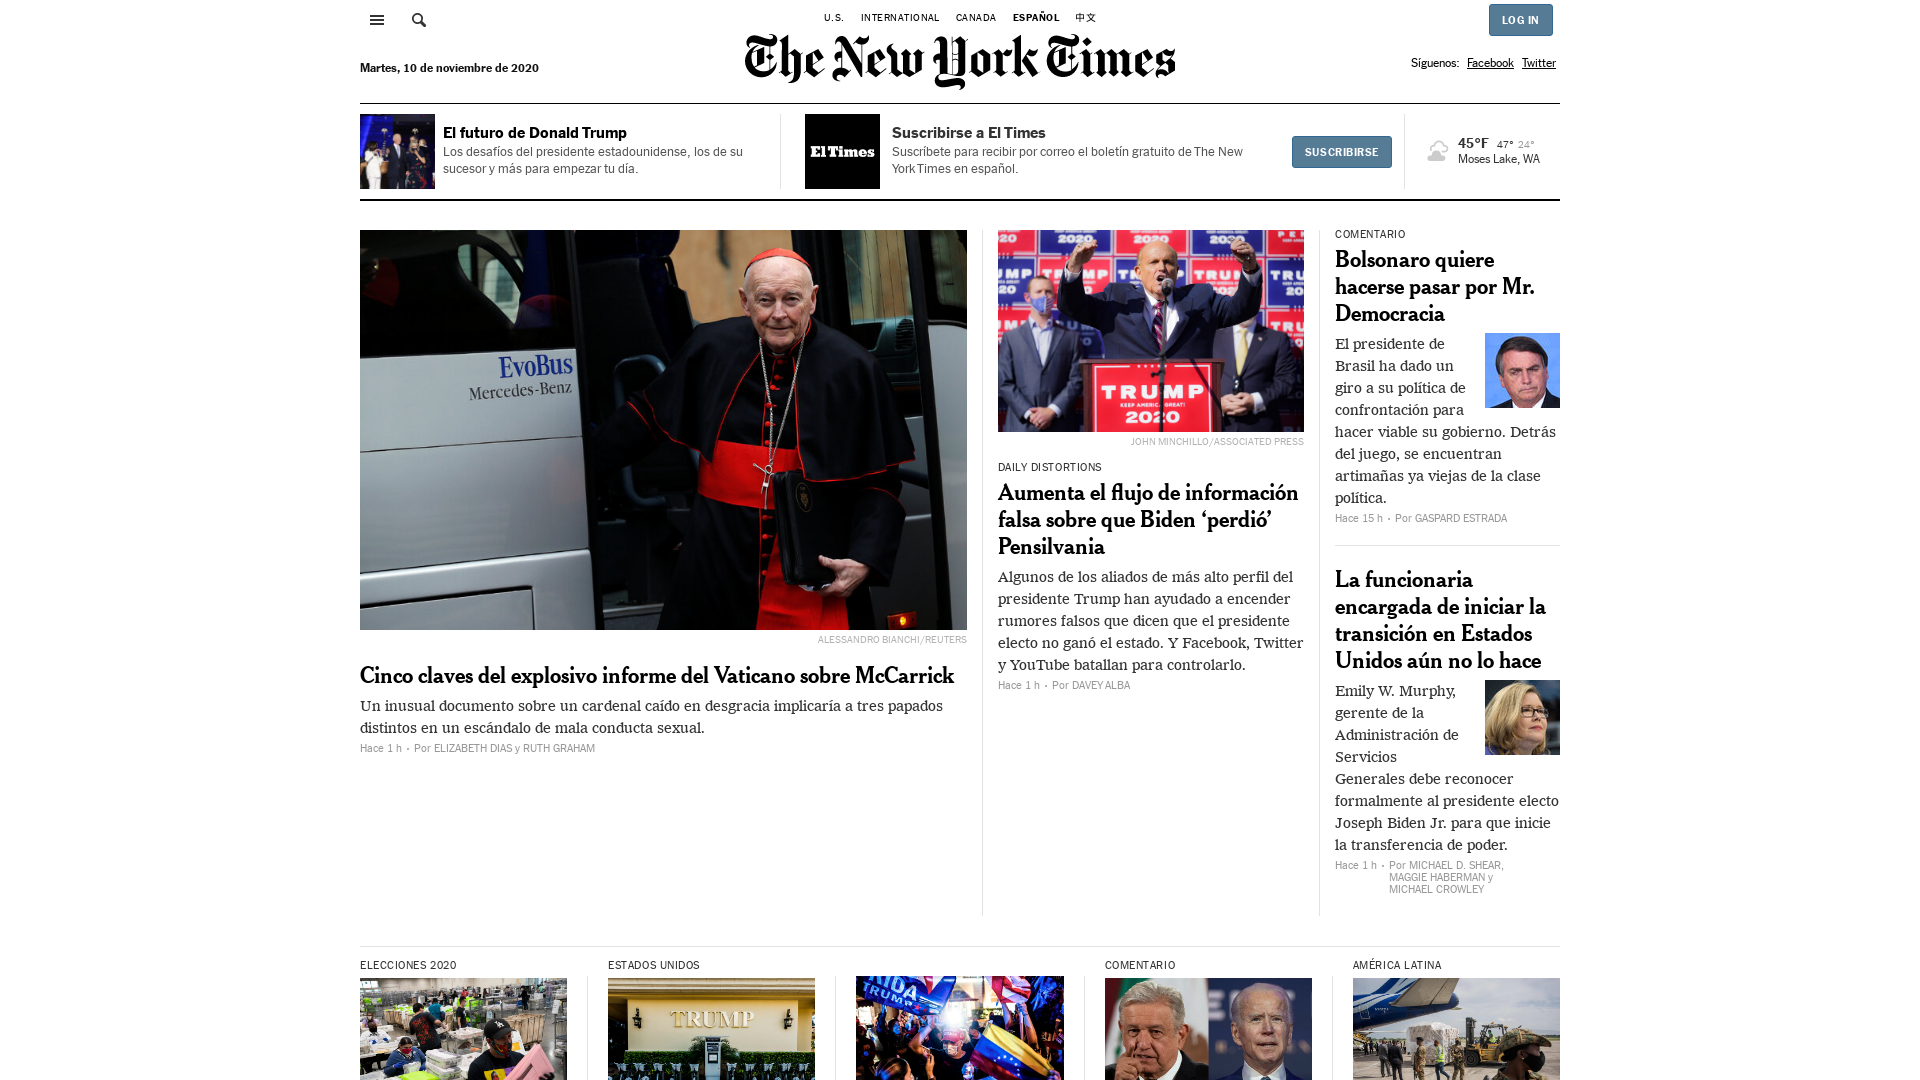 U.S. INTERNATIONAL CANADA ESPAÑOL 中文
LOG IN
The New York Times
Martes, 10 de noviembre de 2020
Síguenos: Facebook Twitter
El futuro de Donald Trump
Los desafíos del presidente estadounidense, los de su
sucesor y más para empezar tu día.
El Times
Suscribirse a El Times
Suscríbete para recibir por correo el boletín gratuito de The New
York Times en español.
SUSCRIBIRSE
45°F 47° 24°
Moses Lake, WA
EvoBus
Mercedes-Benz
ALESSANDRO BIANCHI/REUTERS
Cinco claves del explosivo informe del Vaticano sobre McCarrick
Un inusual documento sobre un cardenal caído en desgracia implicaría a tres papados
distintos en un escándalo de mala conducta sexual.
Hace 1 h • Por ELIZABETH DIAS y RUTH GRAHAM
TRUMP
KEEP AMERICA GREAT!
2020
JOHN MINCHILLO/ASSOCIATED PRESS
DAILY DISTORTIONS
Aumenta el flujo de información
falsa sobre que Biden ‘perdió’
Pensilvania
Algunos de los aliados de más alto perfil del
presidente Trump han ayudado a encender
rumores falsos que dicen que el presidente
electo no ganó el estado. Y Facebook, Twitter
y YouTube batallan para controlarlo.
Hace 1 h • Por DAVEY ALBA
COMENTARIO
Bolsonaro quiere
hacerse pasar por Mr.
Democracia
El presidente de
Brasil ha dado un
giro a su política de
confrontación para
hacer viable su gobierno. Detrás
del juego, se encuentran
artimañas ya viejas de la clase
política.
Hace 15 h • Por GASPARD ESTRADA
La funcionaria
encargada de iniciar la
transición en Estados
Unidos aún no lo hace
Emily W. Murphy,
gerente de la
Administración de
Servicios
Generales debe reconocer
formalmente al presidente electo
Joseph Biden Jr. para que inicie
la transferencia de poder.
Hace 1 h • Por MICHAEL D. SHEAR,
MAGGIE HABERMAN y
MICHAEL CROWLEY
ELECCIONES 2020
ESTADOS UNIDOS
TRUMP
TRUMP
COMENTARIO
AMÉRICA LATINA